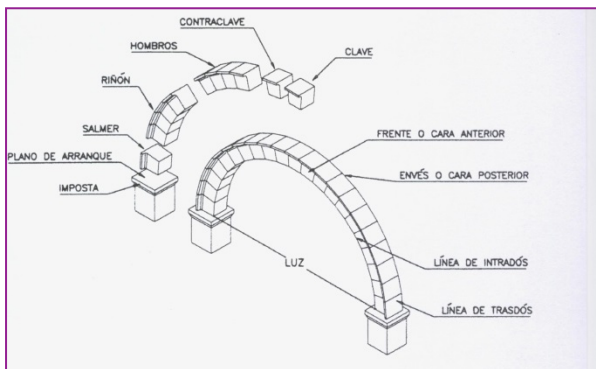 CONTRACLAVE
HOMBROS
CLAVE
RIÑÓN
SALMER
PLANO DE ARRANQUE
IMPOSTA
FRENTE O CARA ANTERIOR
ENVÉS O CARA POSTERIOR
LUZ
LÍNEA DE INTRADÓS
LÍNEA DE TRASDÓS